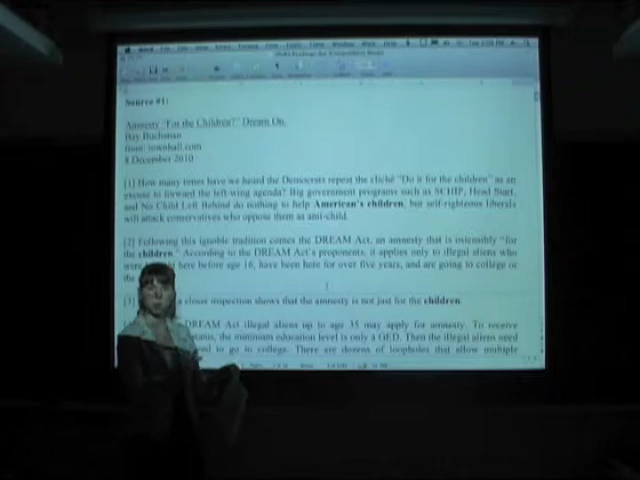 Source #1:
Amnesty "For the Children?" Dream On.
Bay Buchanan
from: townhall.com
8 December 2010
[1] How many times have we heard the Democrats repeat the cliché "Do it for the children" as an
excuse to forward the left-wing agenda? Big government programs such as SCHIP, Head Start,
and No Child Left Behind do nothing to help American's children, but self-righteous liberals
will attack conservatives who oppose them as anti-child.
[2] Following this ignoble tradition comes the DREAM Act, an amnesty that is ostensibly "for
the children." According to the DREAM Act's proponents, it applies only to illegal aliens who
were here before age 16, have been here for over five years, and are going to college or
the
[3] a closer inspection shows that the amnesty is not just for the children.
DREAM Act illegal aliens up to age 35 may apply for amnesty. To receive
the minimum education level is only a GED. Then the illegal aliens need
to go to college. There are dozens of loopholes that allow multiple